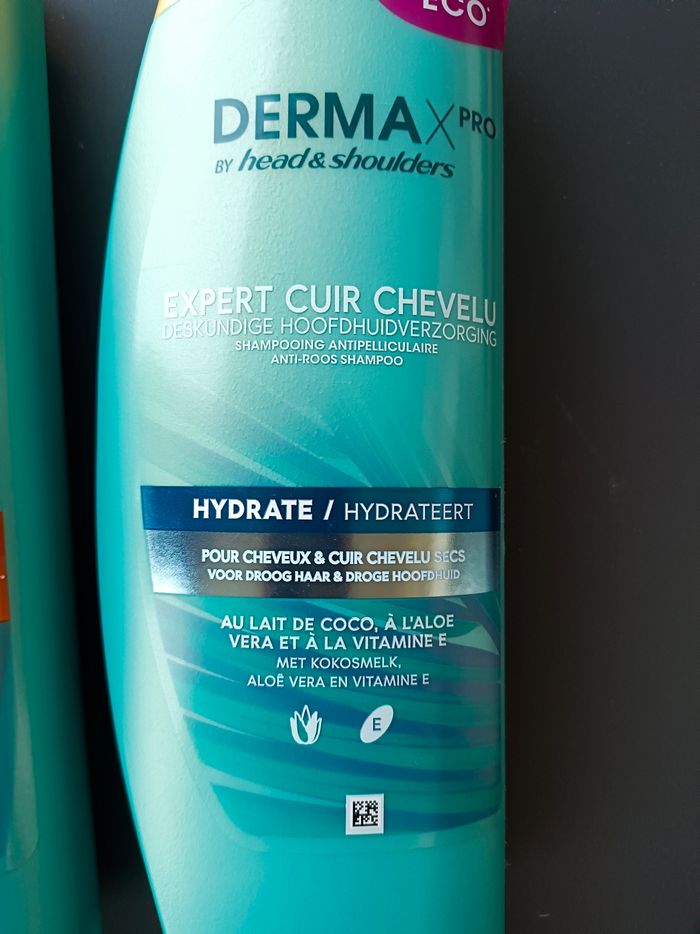 ECO*
DERMA X PRO
BY head & shoulders
EXPERT CUIR CHEVELU
DESKUNDIGE HOOFDHUIDVERZORGING
SHAMPOOING ANTIPELLICULAIRE
ANTI-ROOS SHAMPOO
HYDRATE / HYDRATEERT
POUR CHEVEUX & CUIR CHEVELU SECS
VOOR DROOG HAAR & DROGE HOOFDHUID
AU LAIT DE COCO, À L'ALOE
VERA ET À LA VITAMINE E
MET KOKOSMELK,
ALOË VERA EN VITAMINE E
E